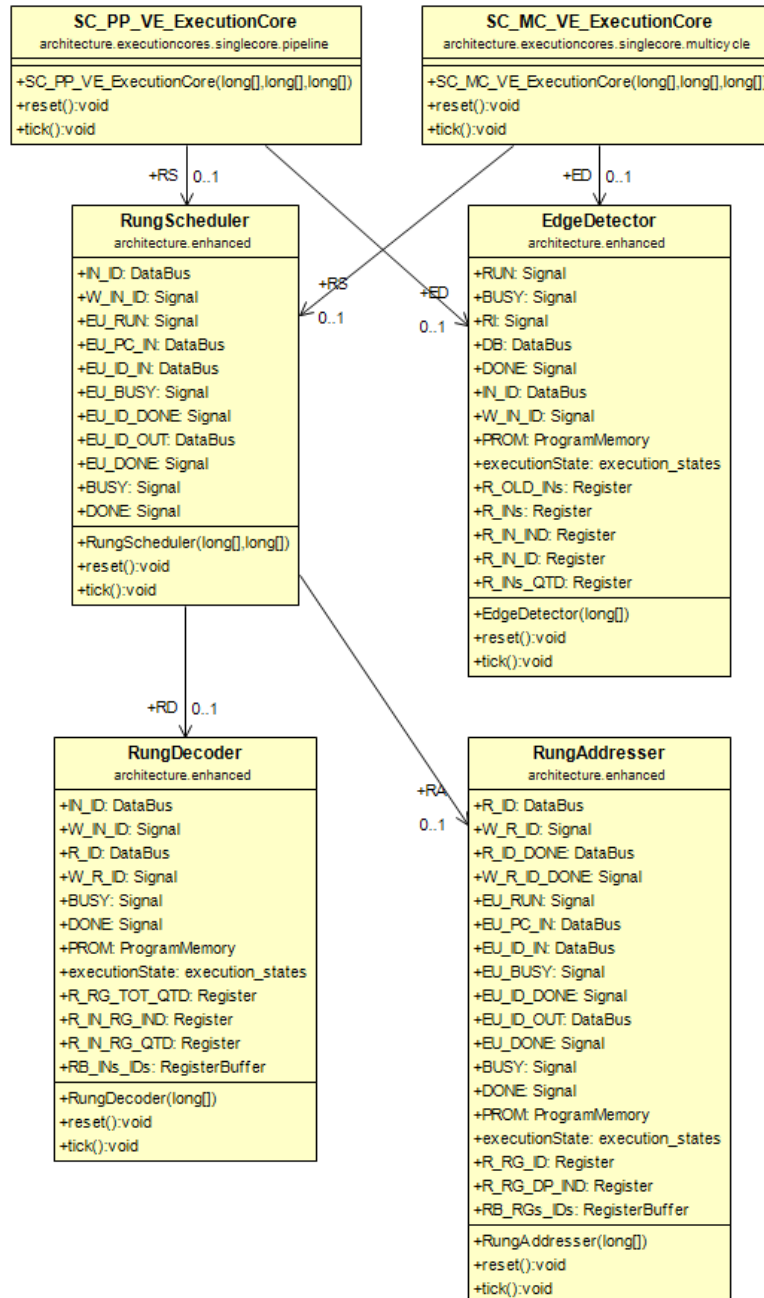 SC_PP_VE_ExecutionCore
architecture.executioncores.singlecore.pipeline
+SC_PP_VE_ExecutionCore(long[],long[],long[])
+reset():void
+tick():void
SC_MC_VE_ExecutionCore
architecture.executioncores.singlecore.multicycle
+SC_MC_VE_ExecutionCore(long[],long[],long[])
+reset():void
+tick():void
+RS 0..1
+ED 0..1
+RS
0..1
+ED
0..1
RungScheduler
architecture.enhanced
+IN_ID: DataBus
+W_IN_ID: Signal
+EU_RUN: Signal
+EU_PC_IN: DataBus
+EU_ID_IN: DataBus
+EU_BUSY: Signal
+EU_ID_DONE: Signal
+EU_ID_OUT: DataBus
+EU_DONE: Signal
+BUSY: Signal
+DONE: Signal
+RungScheduler(long[],long[])
+reset():void
+tick():void
EdgeDetector
architecture.enhanced
+RUN: Signal
+BUSY: Signal
+RI: Signal
+DB: DataBus
+DONE: Signal
+IN_ID: DataBus
+W_IN_ID: Signal
+PROM: ProgramMemory
+executionState: execution_states
+R_OLD_INs: Register
+R_INs: Register
+R_IN_IND: Register
+R_IN_ID: Register
+R_INs_QTD: Register
+EdgeDetector(long[])
+reset():void
+tick():void
+RD 0..1
+RA
0..1
RungDecoder
architecture.enhanced
+IN_ID: DataBus
+W_IN_ID: Signal
+R_ID: DataBus
+W_R_ID: Signal
+BUSY: Signal
+DONE: Signal
+PROM: ProgramMemory
+executionState: execution_states
+R_RG_TOT_QTD: Register
+R_IN_RG_IND: Register
+R_IN_RG_QTD: Register
+RB_INs_IDs: RegisterBuffer
+RungDecoder(long[])
+reset():void
+tick():void
RungAddresser
architecture.enhanced
+R_ID: DataBus
+W_R_ID: Signal
+R_ID_DONE: DataBus
+W_R_ID_DONE: Signal
+EU_RUN: Signal
+EU_PC_IN: DataBus
+EU_ID_IN: DataBus
+EU_BUSY: Signal
+EU_ID_DONE: Signal
+EU_ID_OUT: DataBus
+EU_DONE: Signal
+BUSY: Signal
+DONE: Signal
+PROM: ProgramMemory
+executionState: execution_states
+R_RG_ID: Register
+R_RG_DP_IND: Register
+RB_RGs_IDs: RegisterBuffer
+RungAddresser(long[])
+reset():void
+tick():void